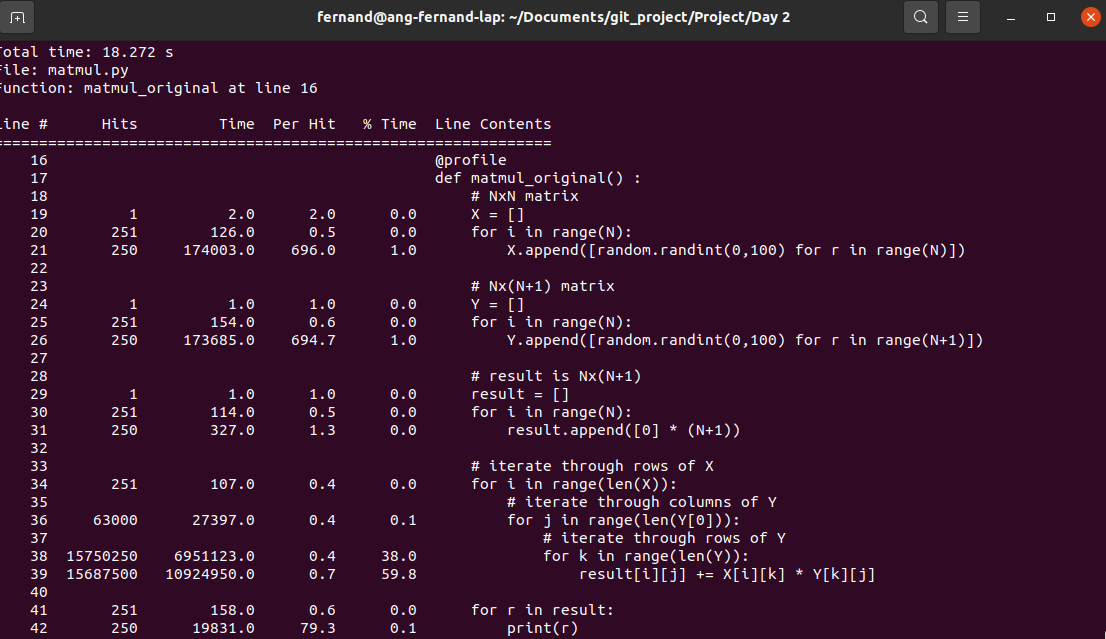 fernand@ang-fernand-lap: ~/Documents/git_project/Project/Day 2
Total time: 18.272 s
File: matmul.py
Function: matmul_original at line 16
Line #      Hits         Time  Per Hit   % Time  Line Contents
==============================================================
    16                                           @profile
    17                                           def matmul_original() :
    18                                               # NxN matrix
    19         1          2.0      2.0      0.0      X = []
    20       251        126.0      0.5      0.0      for i in range(N):
    21       250     174003.0    696.0      1.0          X.append([random.randint(0,100) for r in range(N)])
    22
    23                                               # Nx(N+1) matrix
    24         1          1.0      1.0      0.0      Y = []
    25       251        154.0      0.6      0.0      for i in range(N):
    26       250     173685.0    694.7      1.0          Y.append([random.randint(0,100) for r in range(N+1)])
    27
    28                                               # result is Nx(N+1)
    29         1          1.0      1.0      0.0      result = []
    30       251        114.0      0.5      0.0      for i in range(N):
    31       250        327.0      1.3      0.0          result.append([0] * (N+1))
    32
    33                                               # iterate through rows of X
    34       251        107.0      0.4      0.0      for i in range(len(X)):
    35                                                   # iterate through columns of Y
    36     63000      27397.0      0.4      0.1          for j in range(len(Y[0])):
    37                                                       # iterate through rows of Y
    38  15750250    6951123.0      0.4     38.0              for k in range(len(Y)):
    39  15687500   10924950.0      0.7     59.8                  result[i][j] += X[i][k] * Y[k][j]
    40
    41       251        158.0      0.6      0.0      for r in result:
    42       250      19831.0     79.3      0.1          print(r)